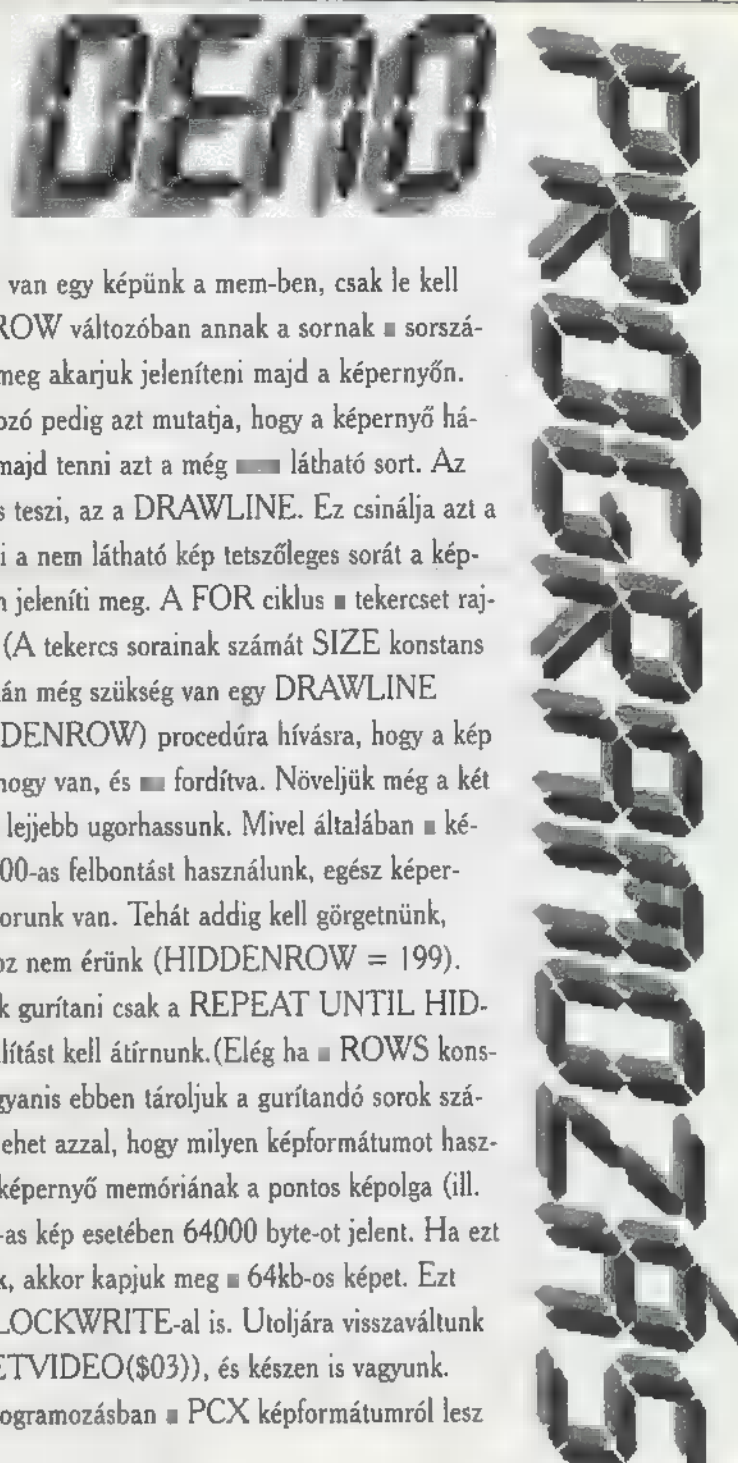 DEMO
PROGRAMOZÁS
van egy képünk a mem-ben, csak le kell
ROW változóban annak a sornak sorszá-
meg akarjuk jeleníteni majd a képernyőn.
ozó pedig azt mutatja, hogy a képernyő há-
majd tenni azt a még látható sort. Az
s teszi, az a DRAWLINE. Ez csinálja azt a
i a nem látható kép tetszőleges sorát a kép-
n jeleníti meg. A FOR ciklus tekercset raj-
(A tekercs sorainak számát SIZE konstans
án még szükség van egy DRAWLINE
DENROW) procedúra hívásra, hogy a kép
hogy van, és fordítva. Növeljük még a két
lejjebb ugorhassunk. Mivel általában ké-
00-as felbontást használunk, egész képer-
orunk van. Tehát addig kell görgetnünk,
oz nem érünk (HIDDENROW = 199).
k gurítani csak a REPEAT UNTIL HID-
lítást kell átírnunk.(Elég ha ROWS kons-
gyanis ebben tároljuk a gurítandó sorok szá-
ehet azzal, hogy milyen képformátumot hasz-
képernyő memóriának a pontos képolga (ill.
-as kép esetében 64000 byte-ot jelent. Ha ezt
k, akkor kapjuk meg 64kb-os képet. Ezt
LOCKWRITE-al is. Utoljára visszaváltunk
ETVIDEO($03)), és készen is vagyunk.
ogramozásban PCX képformátumról lesz